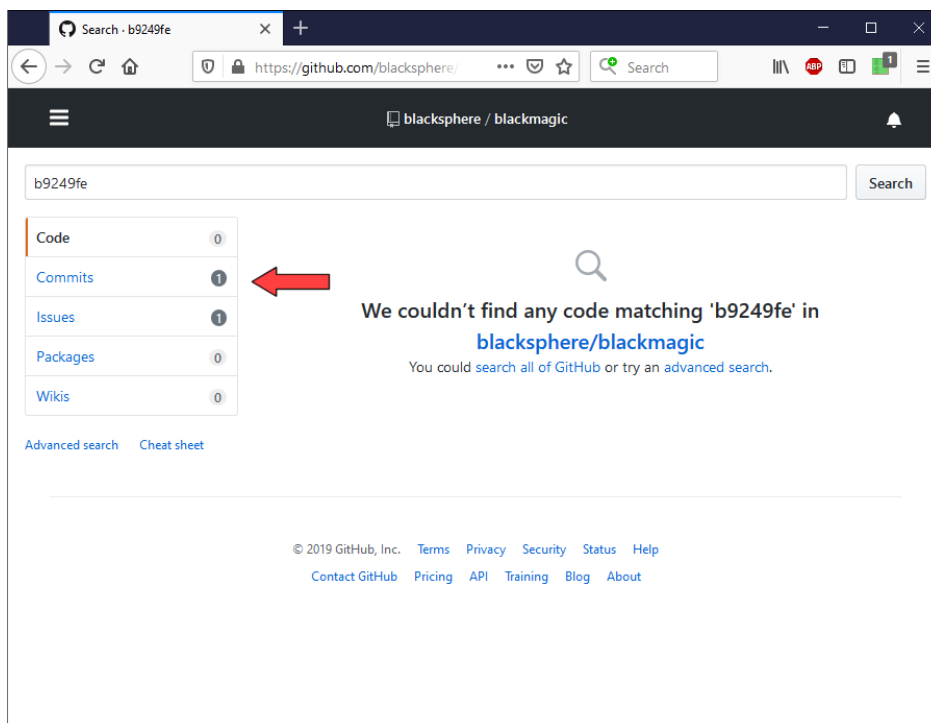 Search · b9249fe
https://github.com/blacksphere/
Search
ABP
1
blacksphere / blackmagic
b9249fe
Search
Code 0
Commits 1
Issues 1
Packages 0
Wikis 0
Advanced search Cheat sheet
We couldn't find any code matching 'b9249fe' in
blacksphere/blackmagic
You could search all of GitHub or try an advanced search.
© 2019 GitHub, Inc. Terms Privacy Security Status Help
Contact GitHub Pricing API Training Blog About